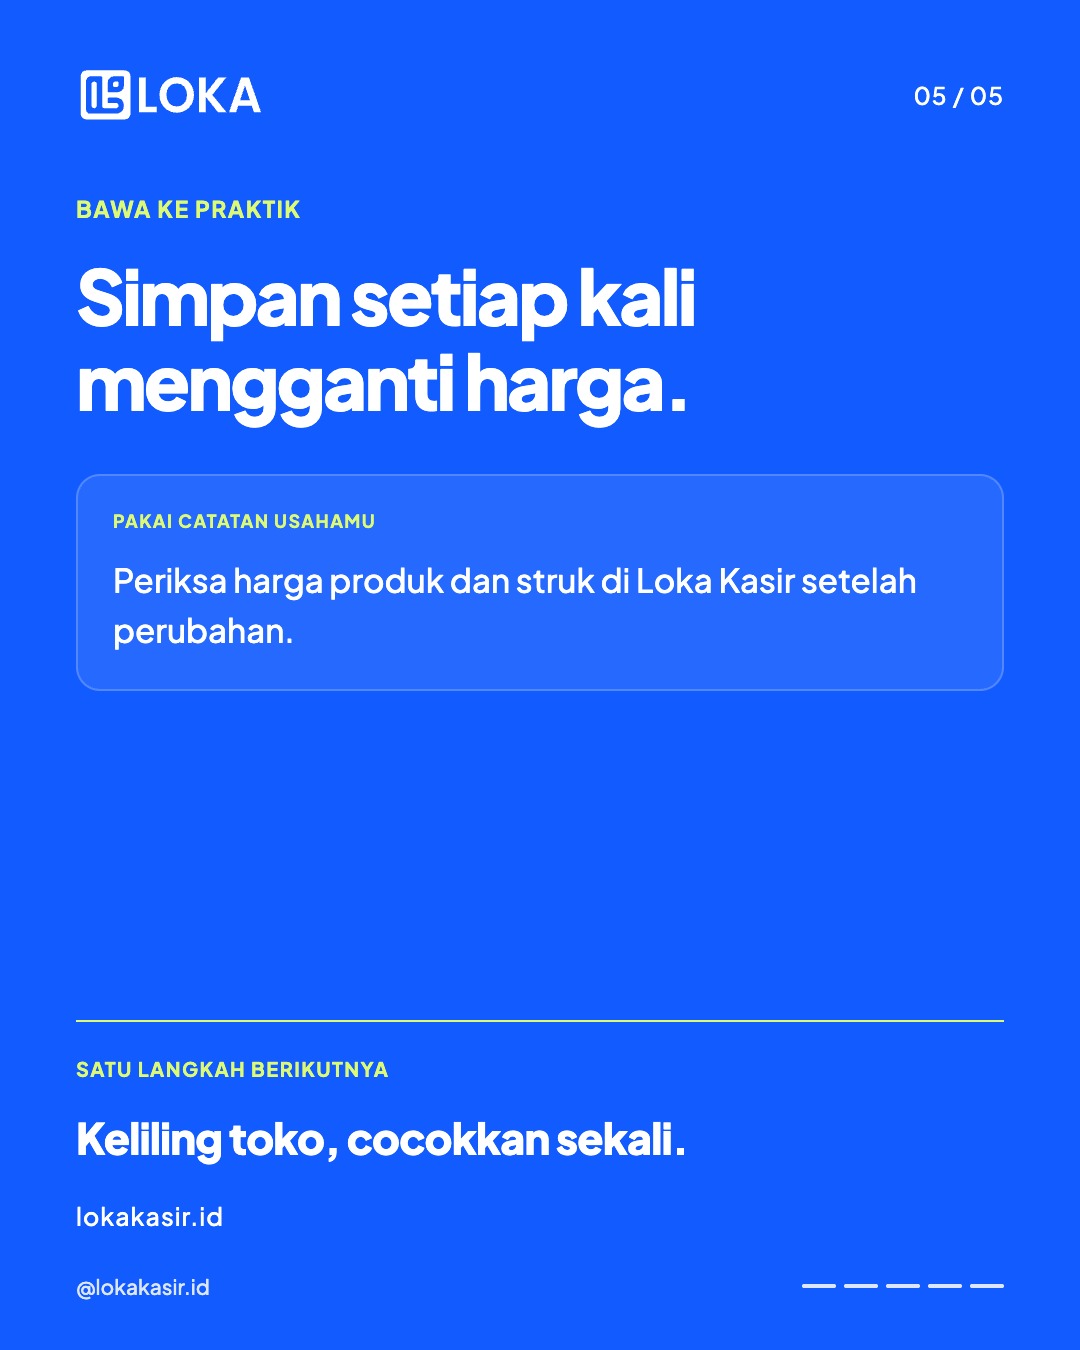 LOKA
05 / 05
BAWA KE PRAKTIK
Simpan setiap kali
mengganti harga.
PAKAI CATATAN USAHAMU
Periksa harga produk dan struk di Loka Kasir setelah
perubahan.
SATU LANGKAH BERIKUTNYA
Keliling toko, cocokkan sekali.
lokakasir.id
@lokakasir.id